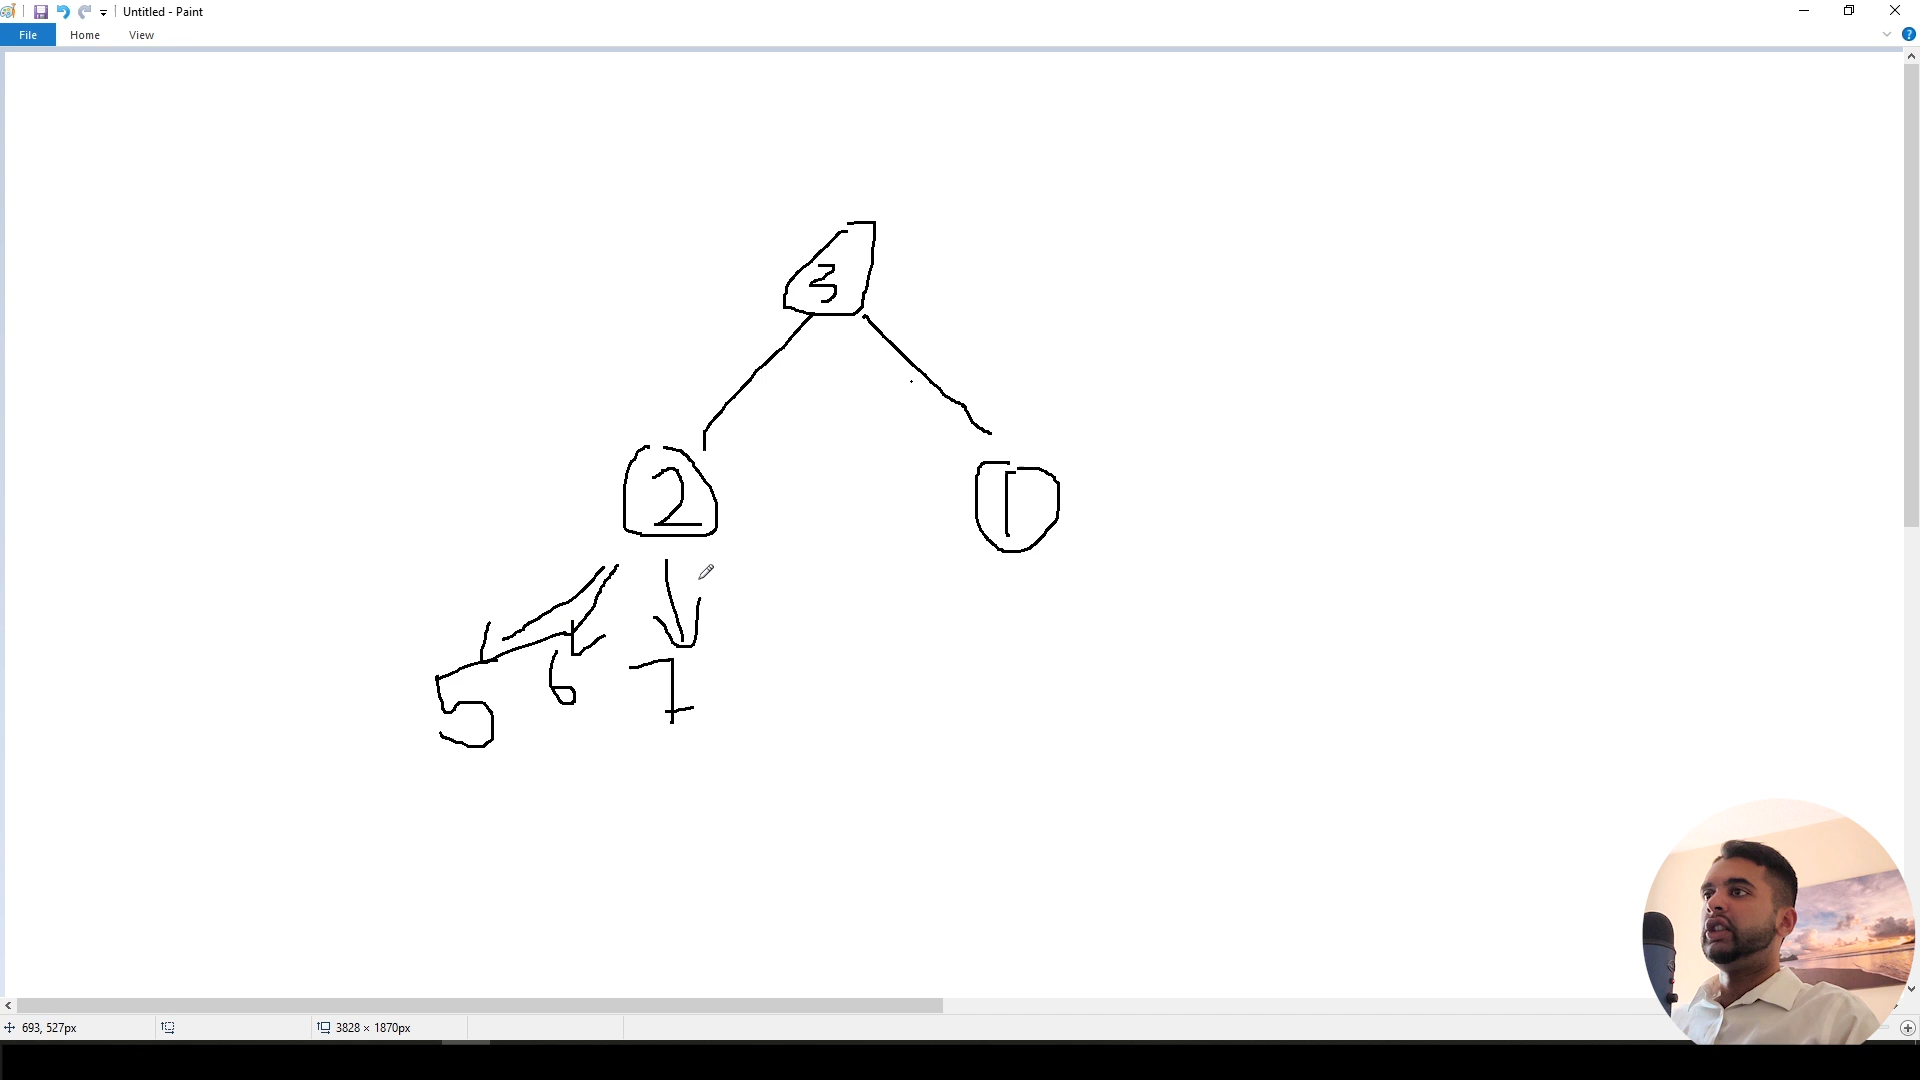 Untitled - Paint
File Home View
3
2 1
5 6 7
693, 527px 3828 × 1870px